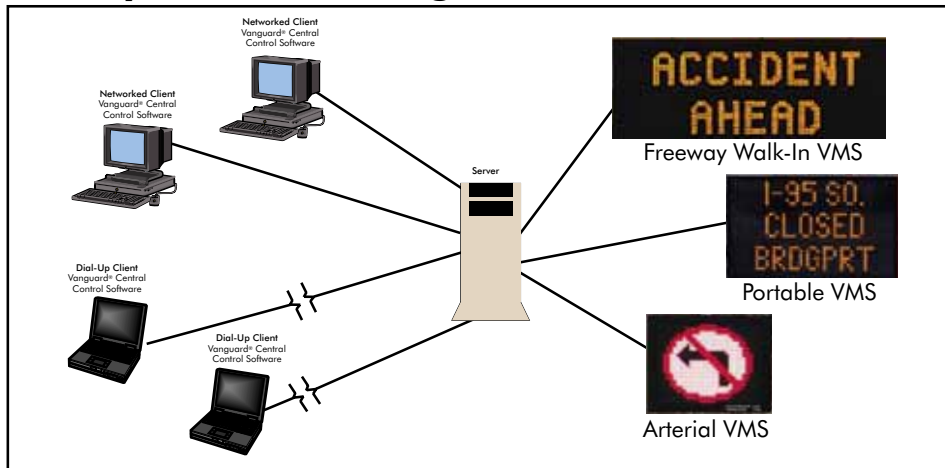 Networked Client
Vanguard® Central
Control Software
Networked Client
Vanguard® Central
Control Software
Dial-Up Client
Vanguard® Central
Control Software
Dial-Up Client
Vanguard® Central
Control Software
Server
ACCIDENT
AHEAD
Freeway Walk-In VMS
I-95 SO.
CLOSED
BRDGPRT
Portable VMS
Arterial VMS